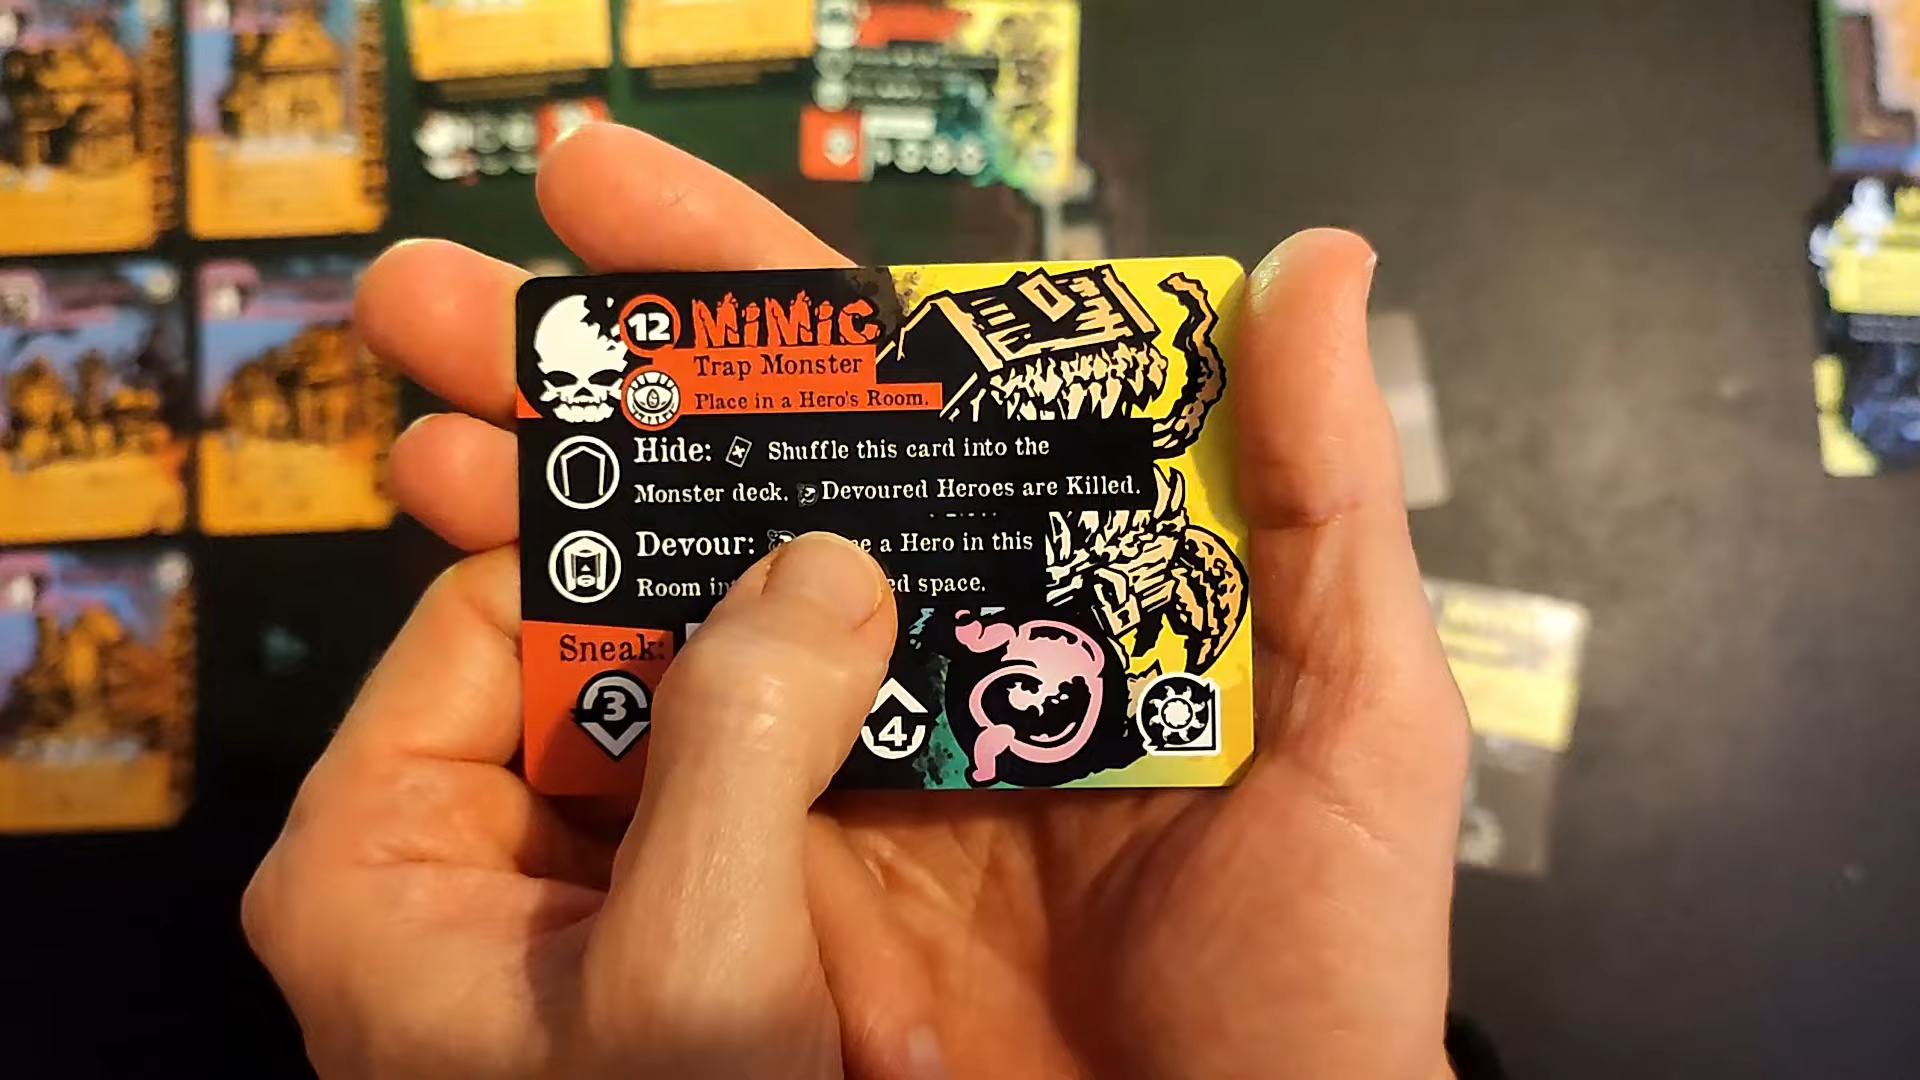 12 MiMiC
Trap Monster
Place in a Hero's Room.
Hide: Shuffle this card into the
Monster deck. Devoured Heroes are Killed.
Devour: a Hero in this
Room space.
Sneak:
3
4